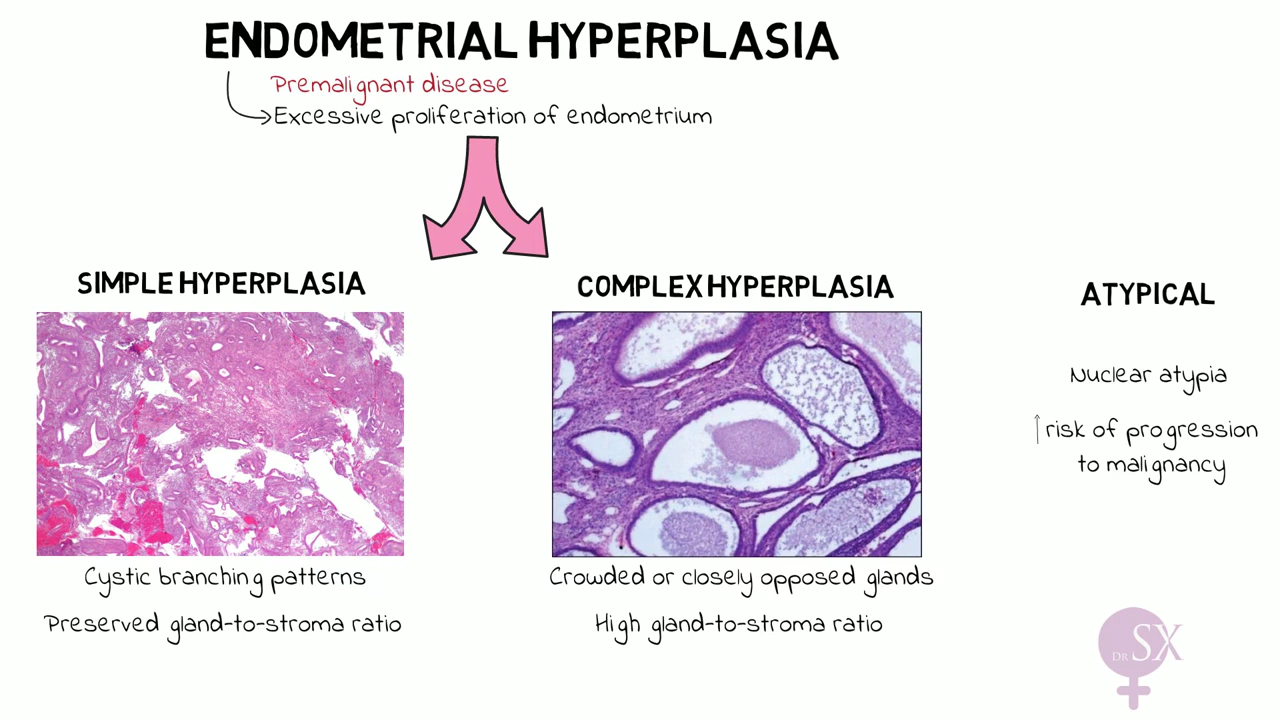 ENDOMETRIAL HYPERPLASIA
Premalignant disease
Excessive proliferation of endometrium
SIMPLE HYPERPLASIA
Cystic branching patterns
Preserved gland-to-stroma ratio
COMPLEX HYPERPLASIA
Crowded or closely opposed glands
High gland-to-stroma ratio
ATYPICAL
Nuclear atypia
↑risk of progression
to malignancy
DR SX